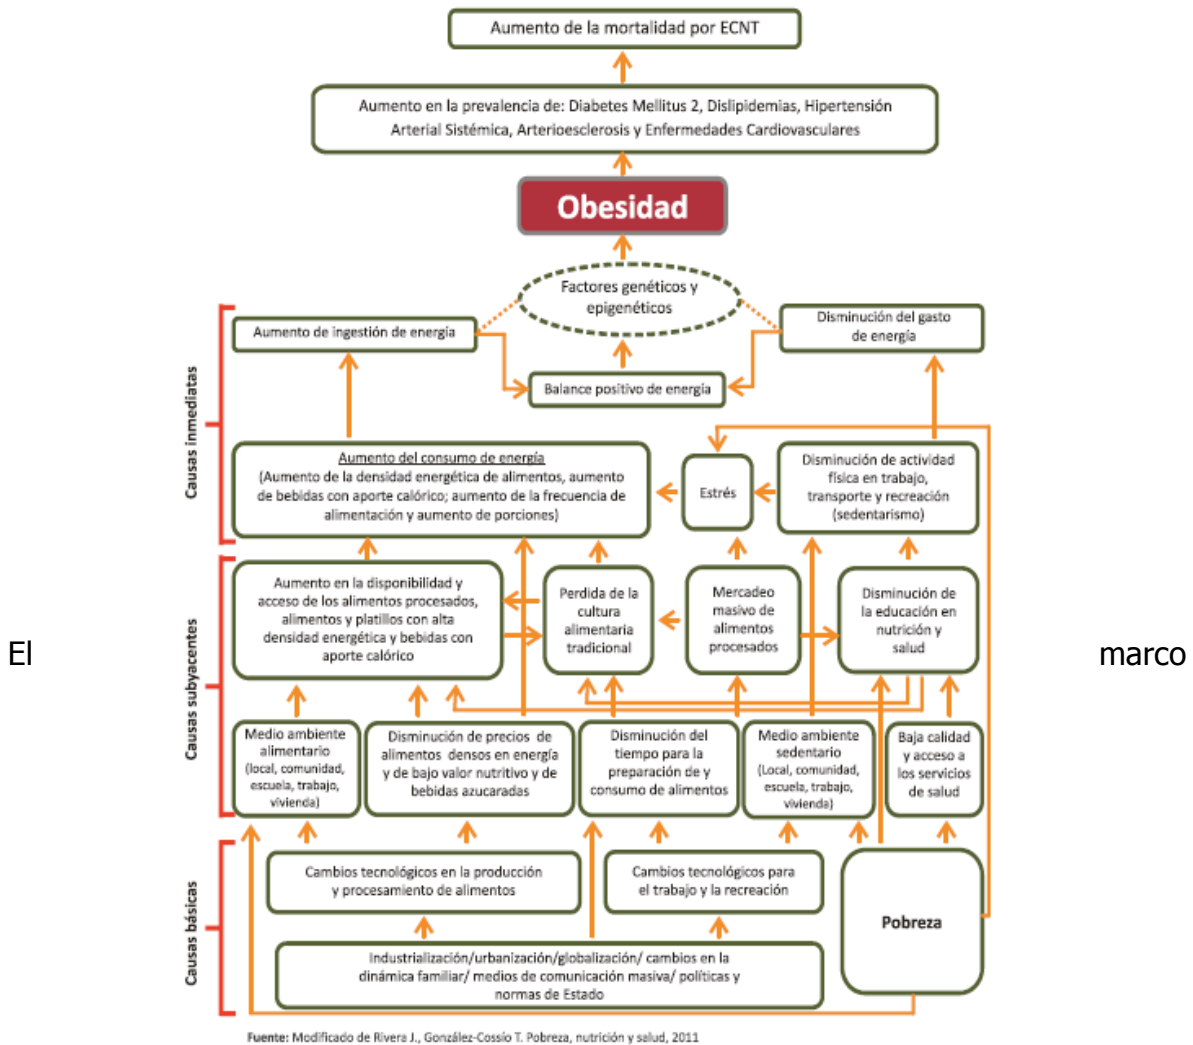 Aumento de la mortalidad por ECNT
Aumento en la prevalencia de: Diabetes Mellitus 2, Dislipidemias, Hipertensión
Arterial Sistémica, Arterioesclerosis y Enfermedades Cardiovasculares
Obesidad
Factores genéticos y
epigenéticos
Causas inmediatas
Aumento de ingestión de energía
Disminución del gasto
de energía
Balance positivo de energía
Aumento del consumo de energía
(Aumento de la densidad energética de alimentos, aumento
de bebidas con aporte calórico; aumento de la frecuencia de
alimentación y aumento de porciones)
Estrés
Disminución de actividad
física en trabajo,
transporte y recreación
(sedentarismo)
Causas subyacentes
Aumento en la disponibilidad y
acceso de los alimentos procesados,
alimentos y platillos con alta
densidad energética y bebidas con
aporte calórico
Perdida de la
cultura
alimentaria
tradicional
Mercadeo
masivo de
alimentos
procesados
Disminución de
la educación en
nutrición y
salud
El
marco
Medio ambiente
alimentario
(local, comunidad,
escuela, trabajo,
vivienda)
Disminución de precios de
alimentos densos en energía
y de bajo valor nutritivo y de
bebidas azucaradas
Disminución del
tiempo para la
preparación de y
consumo de alimentos
Medio ambiente
sedentario
(Local, comunidad,
escuela, trabajo,
vivienda)
Baja calidad
y acceso a
los servicios
de salud
Causas básicas
Cambios tecnológicos en la producción
y procesamiento de alimentos
Cambios tecnológicos para
el trabajo y la recreación
Pobreza
Industrialización/urbanización/globalización/ cambios en la
dinámica familiar/ medios de comunicación masiva/ políticas y
normas de Estado
Fuente: Modificado de Rivera J., González-Cossío T. Pobreza, nutrición y salud, 2011